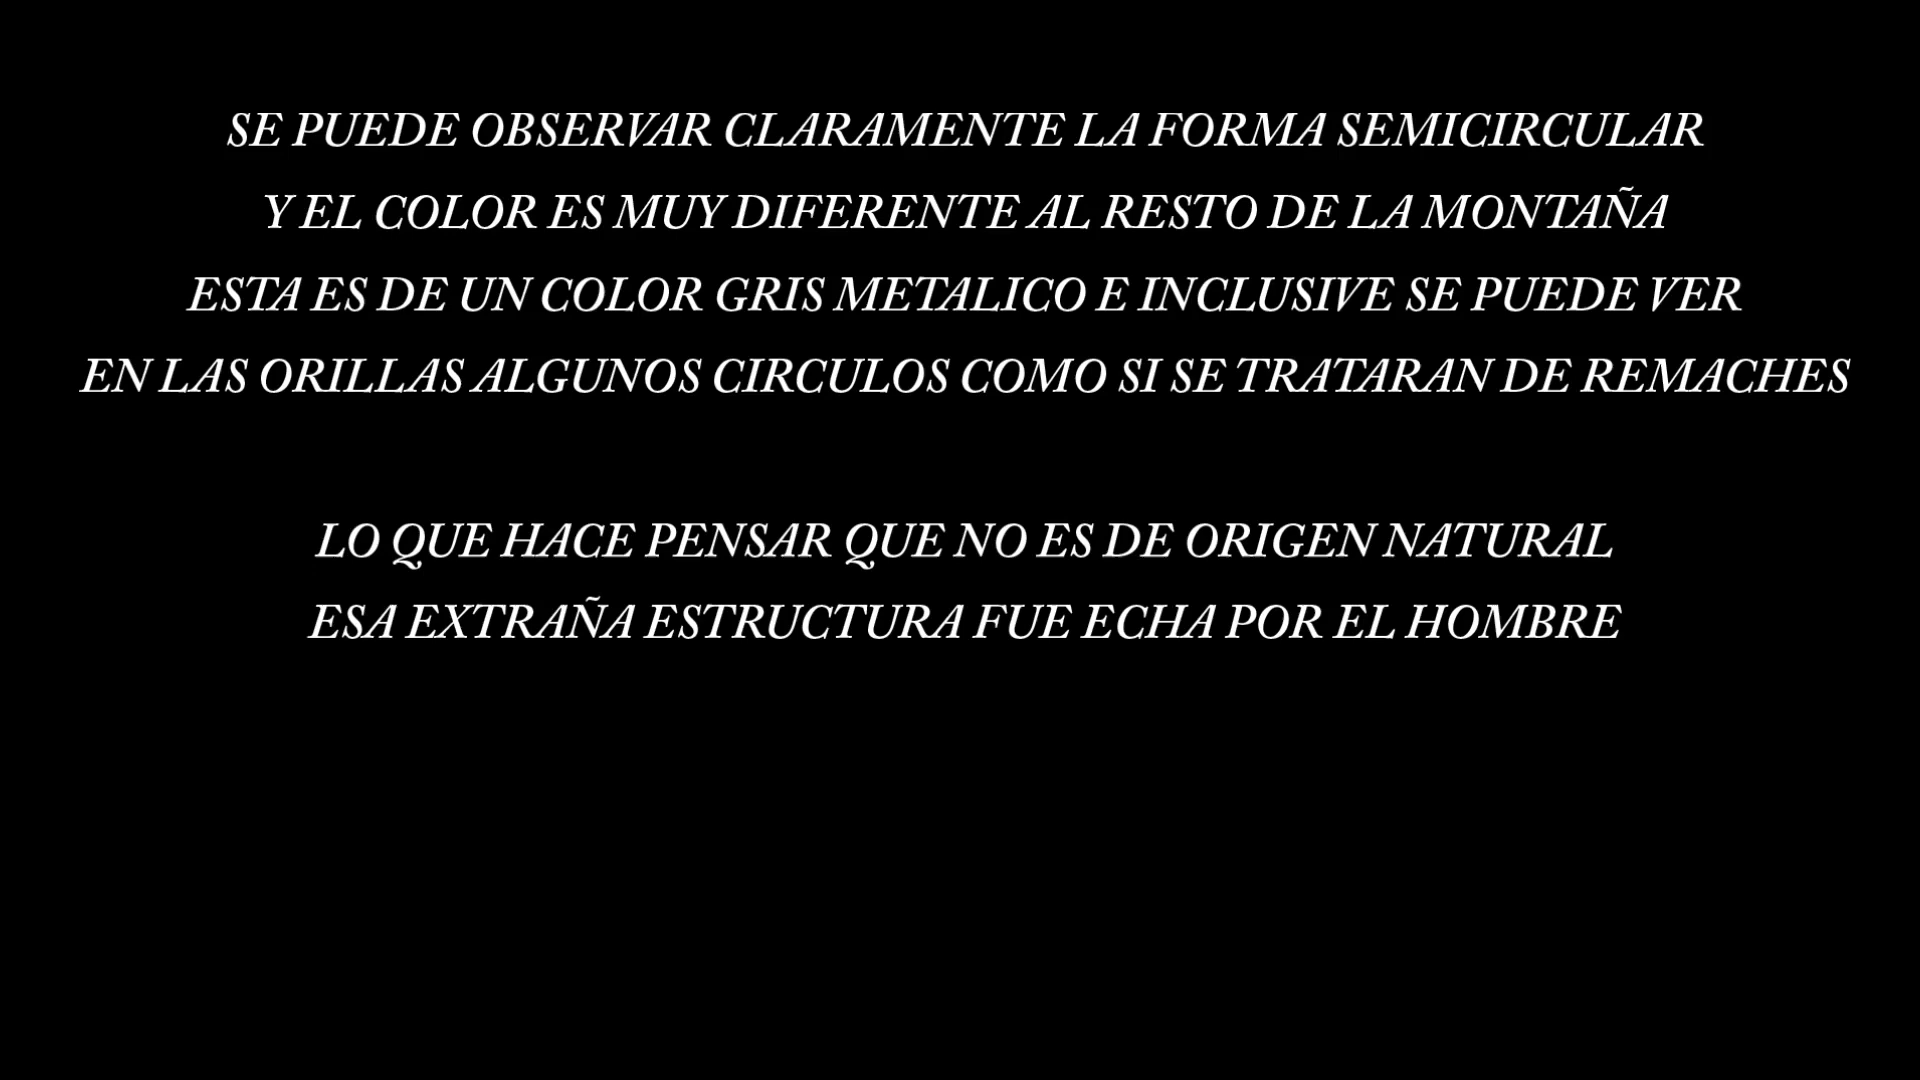 SE PUEDE OBSERVAR CLARAMENTE LA FORMA SEMICIRCULAR
Y EL COLOR ES MUY DIFERENTE AL RESTO DE LA MONTAÑA
ESTA ES DE UN COLOR GRIS METALICO E INCLUSIVE SE PUEDE VER
EN LAS ORILLAS ALGUNOS CIRCULOS COMO SI SE TRATARAN DE REMACHES
LO QUE HACE PENSAR QUE NO ES DE ORIGEN NATURAL
ESA EXTRAÑA ESTRUCTURA FUE ECHA POR EL HOMBRE